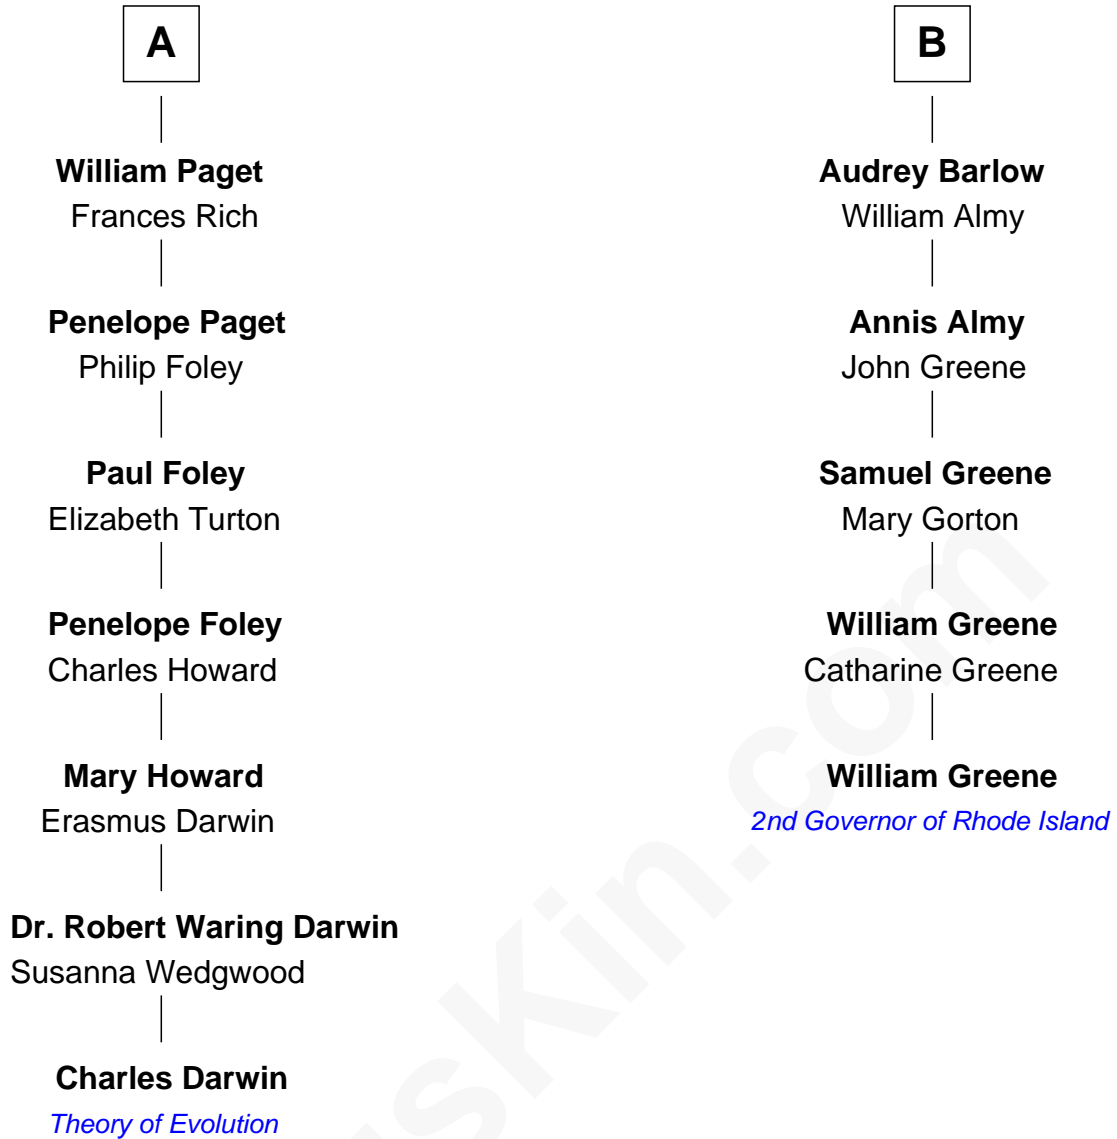 A
William Paget
Frances Rich
Penelope Paget
Philip Foley
Paul Foley
Elizabeth Turton
Penelope Foley
Charles Howard
Mary Howard
Erasmus Darwin
Dr. Robert Waring Darwin
Susanna Wedgwood
Charles Darwin
Theory of Evolution
B
Audrey Barlow
William Almy
Annis Almy
John Greene
Samuel Greene
Mary Gorton
William Greene
Catharine Greene
William Greene
2nd Governor of Rhode Island
usKin.com